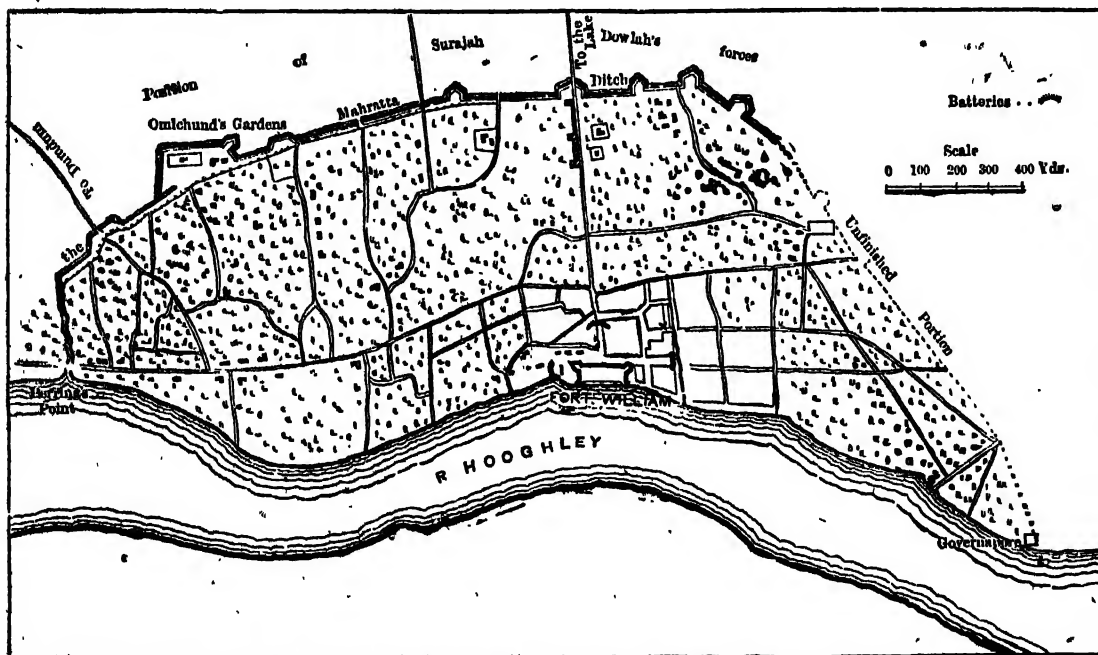 Position of the Surajah Dowlah's forces
To the Lake
Mahratta Ditch
Omichund's Gardens
To Dumdum
Batteries . .
Scale
0 100 200 300 400 Yds.
Unfinished Portion
Point
FORT WILLIAM
R HOOGHLEY